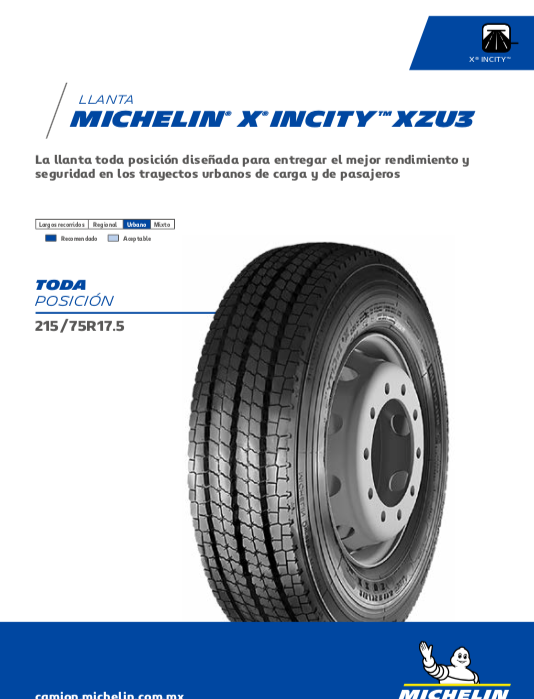 X® INCITY™
LLANTA
MICHELIN® X® INCITY™ XZU3
La llanta toda posición diseñada para entregar el mejor rendimiento y
seguridad en los trayectos urbanos de carga y de pasajeros
Largos recorridos Regional Urbano Mixto
Recomendado Aceptable
TODA
POSICIÓN
215/75R17.5
camion.michelin.com.mx
MICHELIN